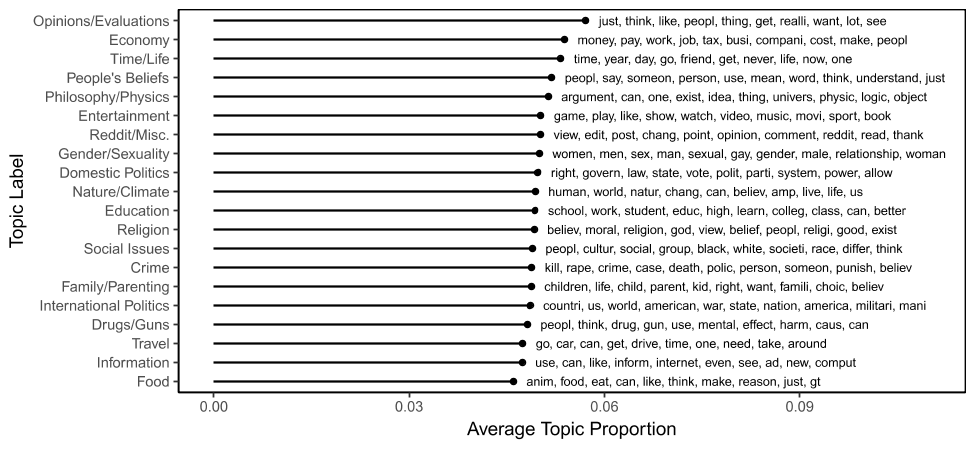 Opinions/Evaluations just, think, like, peopl, thing, get, realli, want, lot, see
Economy money, pay, work, job, tax, busi, compani, cost, make, peopl
Time/Life time, year, day, go, friend, get, never, life, now, one
People's Beliefs peopl, say, someon, person, use, mean, word, think, understand, just
Philosophy/Physics argument, can, one, exist, idea, thing, univers, physic, logic, object
Entertainment game, play, like, show, watch, video, music, movi, sport, book
Reddit/Misc. view, edit, post, chang, point, opinion, comment, reddit, read, thank
Gender/Sexuality women, men, sex, man, sexual, gay, gender, male, relationship, woman
Domestic Politics right, govern, law, state, vote, polit, parti, system, power, allow
Nature/Climate human, world, natur, chang, can, believ, amp, live, life, us
Education school, work, student, educ, high, learn, colleg, class, can, better
Religion believ, moral, religion, god, view, belief, peopl, religi, good, exist
Social Issues peopl, cultur, social, group, black, white, societi, race, differ, think
Crime kill, rape, crime, case, death, polic, person, someon, punish, believ
Family/Parenting children, life, child, parent, kid, right, want, famili, choic, believ
International Politics countri, us, world, american, war, state, nation, america, militari, mani
Drugs/Guns peopl, think, drug, gun, use, mental, effect, harm, caus, can
Travel go, car, can, get, drive, time, one, need, take, around
Information use, can, like, inform, internet, even, see, ad, new, comput
Food anim, food, eat, can, like, think, make, reason, just, gt
Topic Label
0.00 0.03 0.06 0.09
Average Topic Proportion